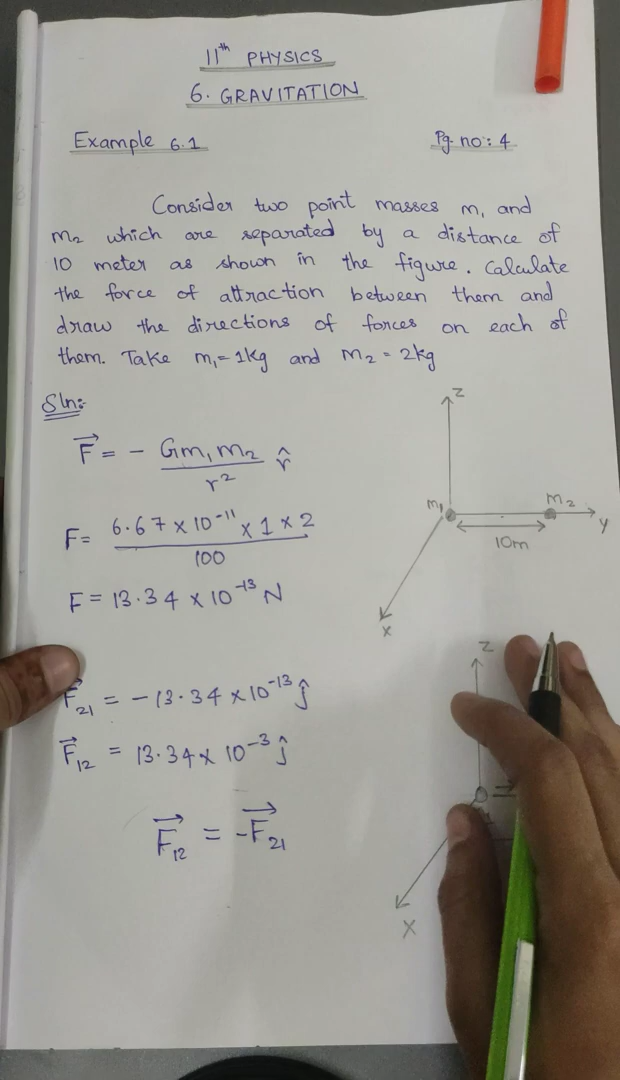 11th PHYSICS
6. GRAVITATION
Example 6.1 Pg no: 4
Consider two point masses m₁ and
m₂ which are separated by a distance of
10 meter as shown in the figure. Calculate
the force of attraction between them and
draw the directions of forces on each of
them. Take m₁ = 1kg and m₂ = 2kg
Sln:-
F⃗ = - Gm₁m₂/r² r̂
F = 6.67 × 10⁻¹¹ × 1 × 2/100
F = 13.34 × 10⁻¹³ N
z
m₁
m₂
y
10m
x
F⃗₂₁ = -13.34 × 10⁻¹³ ĵ
F⃗₁₂ = 13.34 × 10⁻³ ĵ
F⃗₁₂ = -F⃗₂₁
z
x